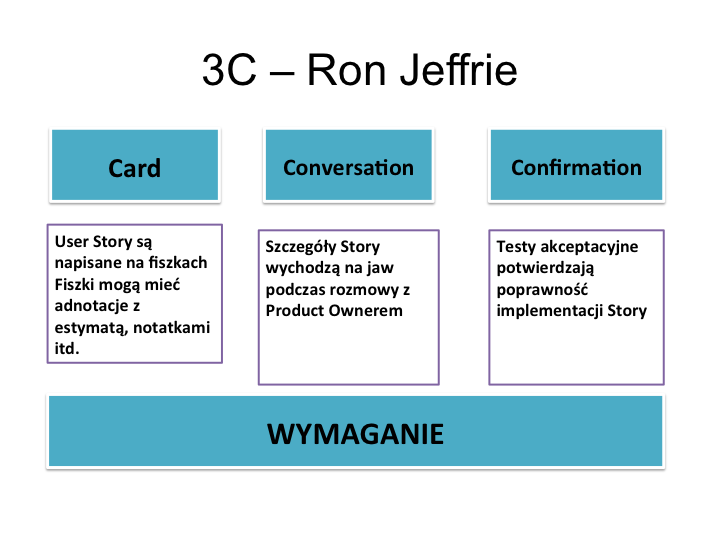 3C – Ron Jeffrie
Card
Conversation
Confirmation
User Story są
napisane na fiszkach
Fiszki mogą mieć
adnotacje z
estymatą, notatkami
itd.
Szczegóły Story
wychodzą na jaw
podczas rozmowy z
Product Ownerem
Testy akceptacyjne
potwierdzają
poprawność
implementacji Story
WYMAGANIE